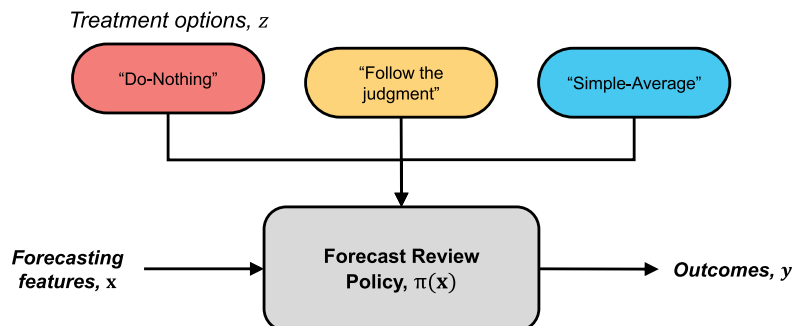 Treatment options, z
“Do-Nothing”
“Follow the
judgment”
“Simple-Average”
Forecasting
features, x
Forecast Review
Policy, π(x)
Outcomes, y